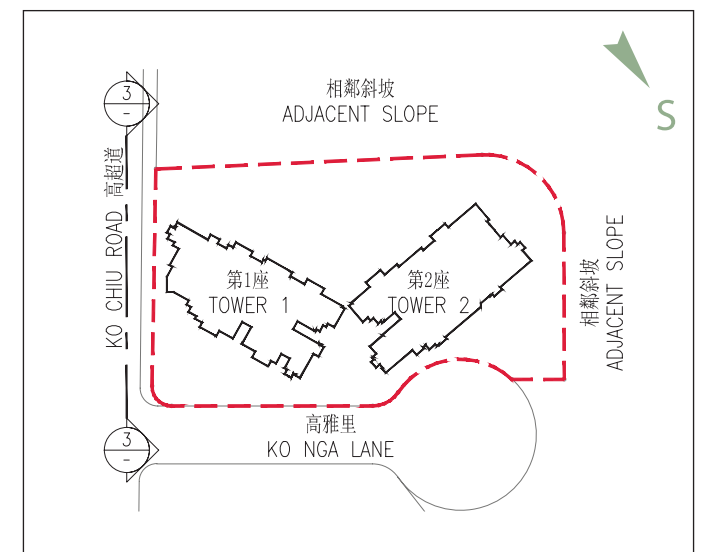 3
-
相鄰斜坡
ADJACENT SLOPE
S
KO CHIU ROAD 高超道
第1座
TOWER 1
第2座
TOWER 2
相鄰斜坡
ADJACENT SLOPE
高雅里
KO NGA LANE
3
-